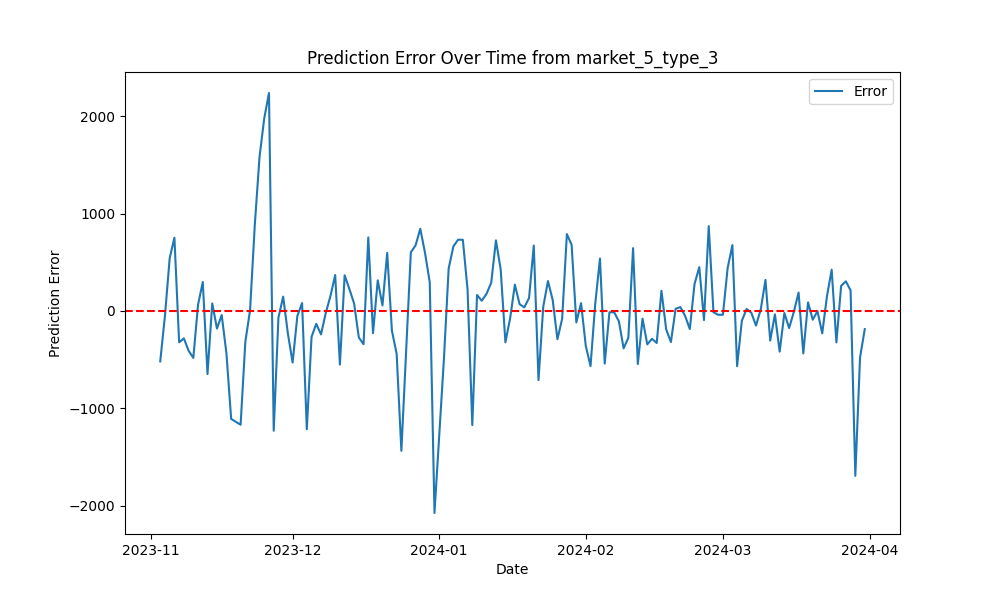 Prediction Error Over Time from market_5_type_3
Error
2000
1000
0
−1000
−2000
Prediction Error
2023-11
2023-12
2024-01
2024-02
2024-03
2024-04
Date